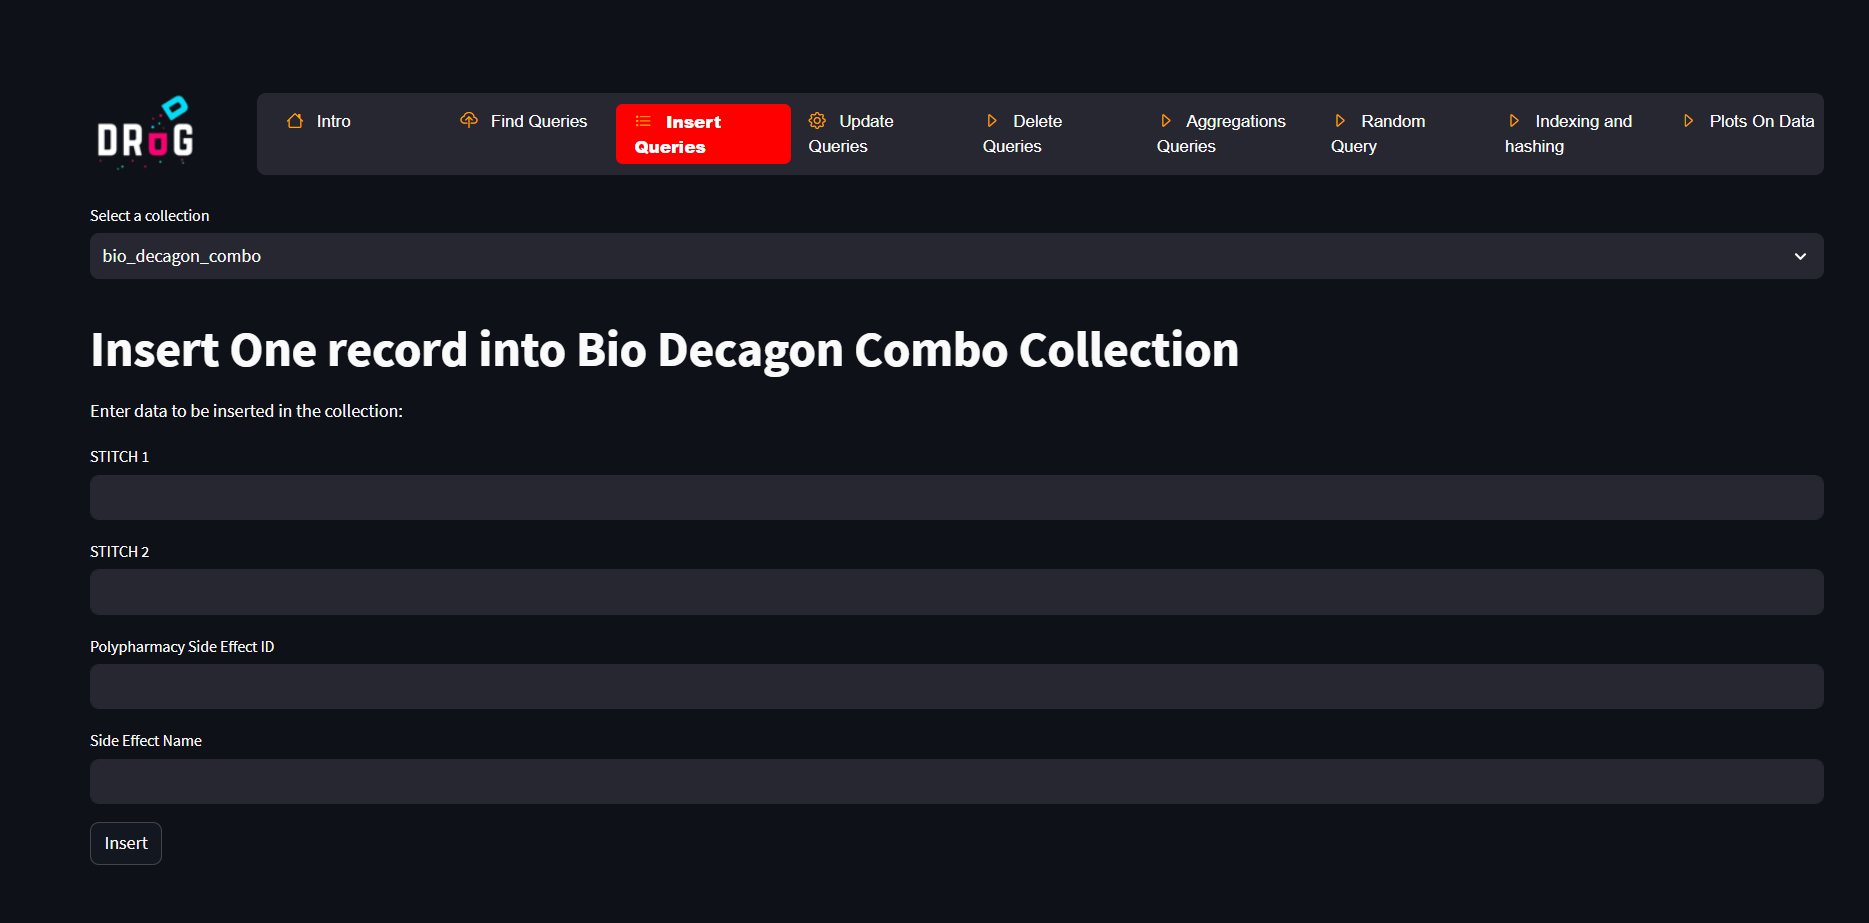 DRUG
Intro
Find Queries
Insert
Queries
Update
Queries
Delete
Queries
Aggregations
Queries
Random
Query
Indexing and
hashing
Plots On Data
Select a collection
bio_decagon_combo
Insert One record into Bio Decagon Combo Collection
Enter data to be inserted in the collection:
STITCH 1
STITCH 2
Polypharmacy Side Effect ID
Side Effect Name
Insert